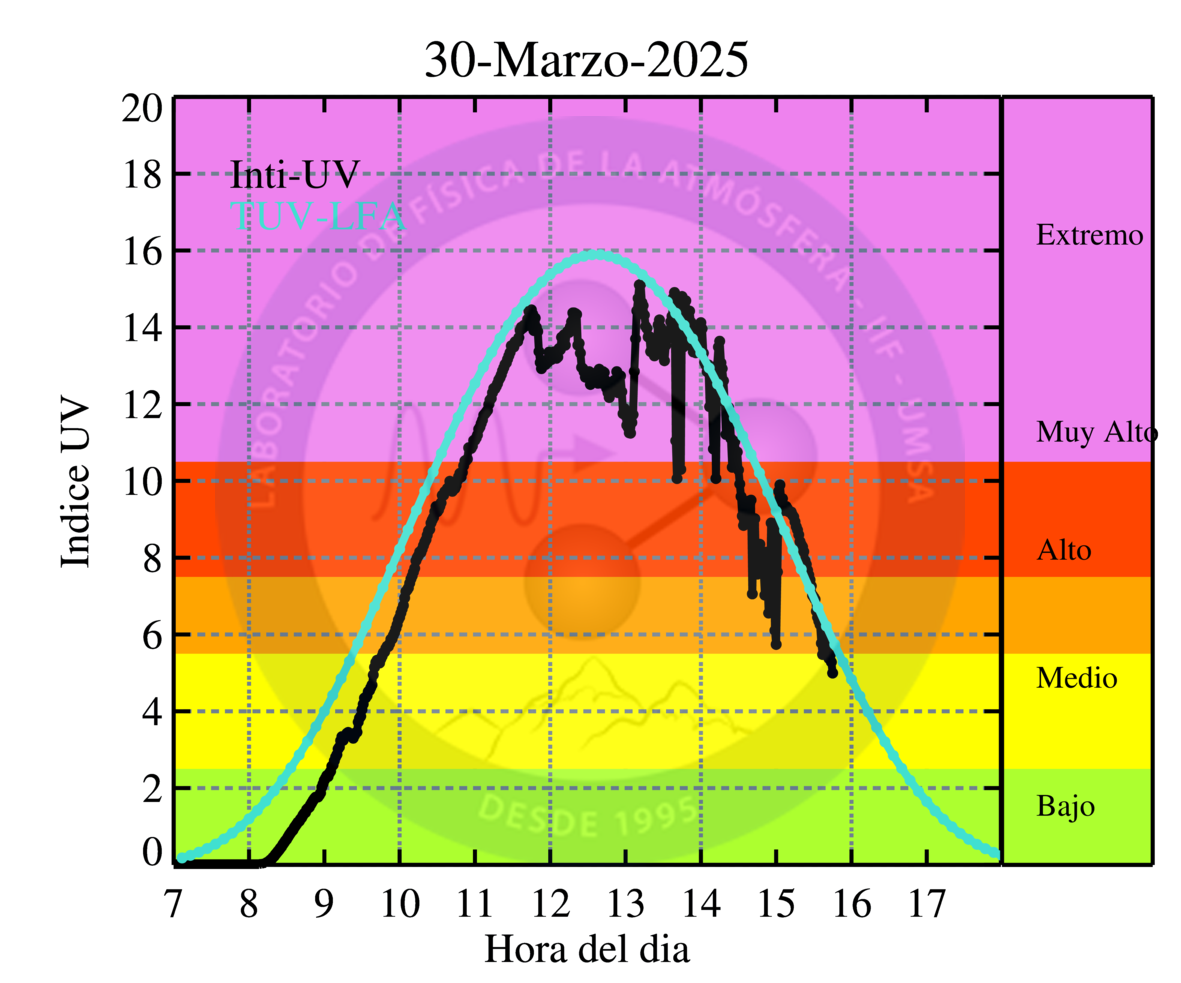 30-Marzo-2025
Inti-UV
TUV-LFA
LABORATORIO DE FÍSICA DE LA ATMÓSFERA - IIF - UMSA
DESDE 1995
Indice UV
20
18
16
14
12
10
8
6
4
2
0
Extremo
Muy Alto
Alto
Medio
Bajo
7 8 9 10 11 12 13 14 15 16 17
Hora del dia